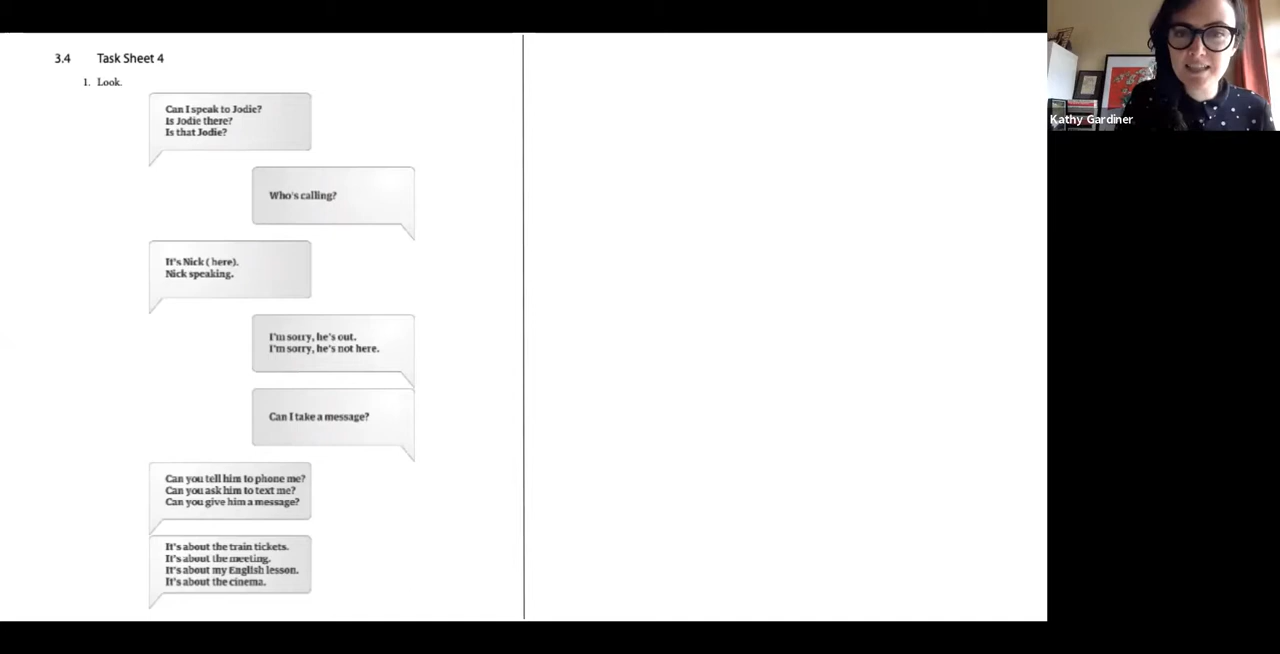 3.4 Task Sheet 4
1. Look.
Can I speak to Jodie?
Is Jodie there?
Is that Jodie?
Who's calling?
It's Nick ( here).
Nick speaking.
I'm sorry, he's out.
I'm sorry, he's not here.
Can I take a message?
Can you tell him to phone me?
Can you ask him to text me?
Can you give him a message?
It's about the train tickets.
It's about the meeting.
It's about my English lesson.
It's about the cinema.
Kathy Gardiner